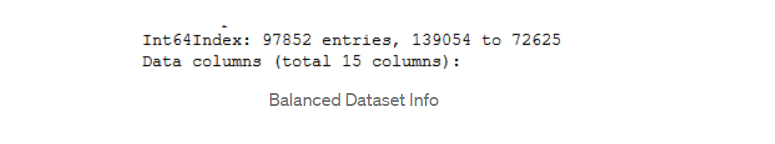 Int64Index: 97852 entries, 139054 to 72625
Data columns (total 15 columns):
Balanced Dataset Info